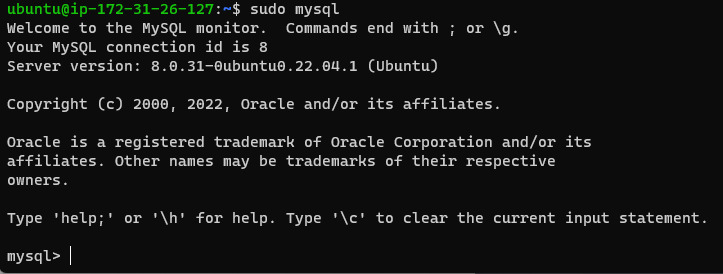 ubuntu@ip-172-31-26-127:~$ sudo mysql
Welcome to the MySQL monitor.  Commands end with ; or \g.
Your MySQL connection id is 8
Server version: 8.0.31-0ubuntu0.22.04.1 (Ubuntu)
Copyright (c) 2000, 2022, Oracle and/or its affiliates.
Oracle is a registered trademark of Oracle Corporation and/or its
affiliates. Other names may be trademarks of their respective
owners.
Type 'help;' or '\h' for help. Type '\c' to clear the current input statement.
mysql>